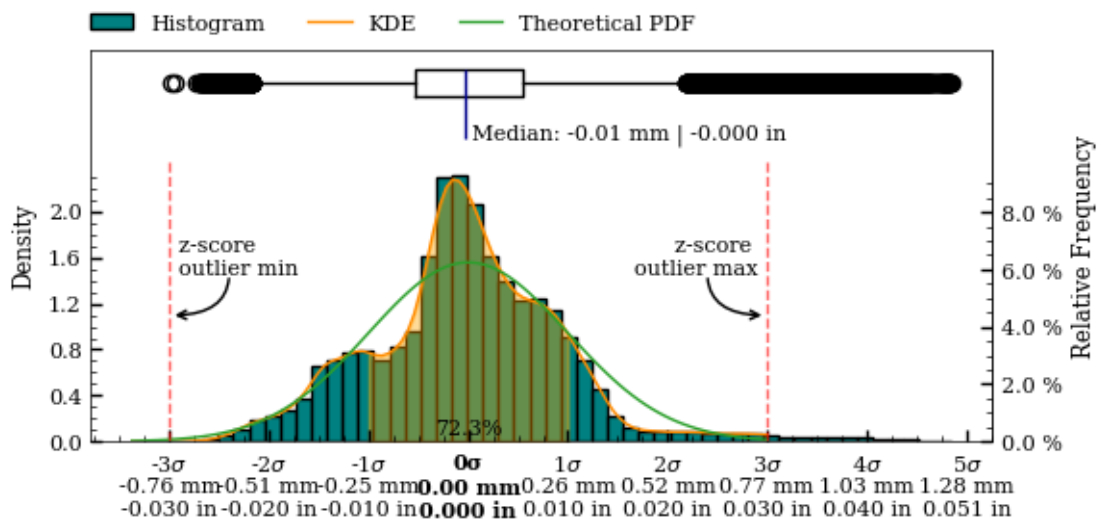 Histogram KDE Theoretical PDF
Median: -0.01 mm | -0.000 in
Density
Relative Frequency
2.0 8.0 %
z-score z-score
outlier min outlier max
1.6 6.0 %
1.2
4.0 %
0.8
2.0 %
0.4
72.3%
0.0 0.0 %
-3σ -2σ -1σ 0σ 1σ 2σ 3σ 4σ 5σ
-0.76 mm -0.51 mm -0.25 mm 0.00 mm 0.26 mm 0.52 mm 0.77 mm 1.03 mm 1.28 mm
-0.030 in -0.020 in -0.010 in 0.000 in 0.010 in 0.020 in 0.030 in 0.040 in 0.051 in